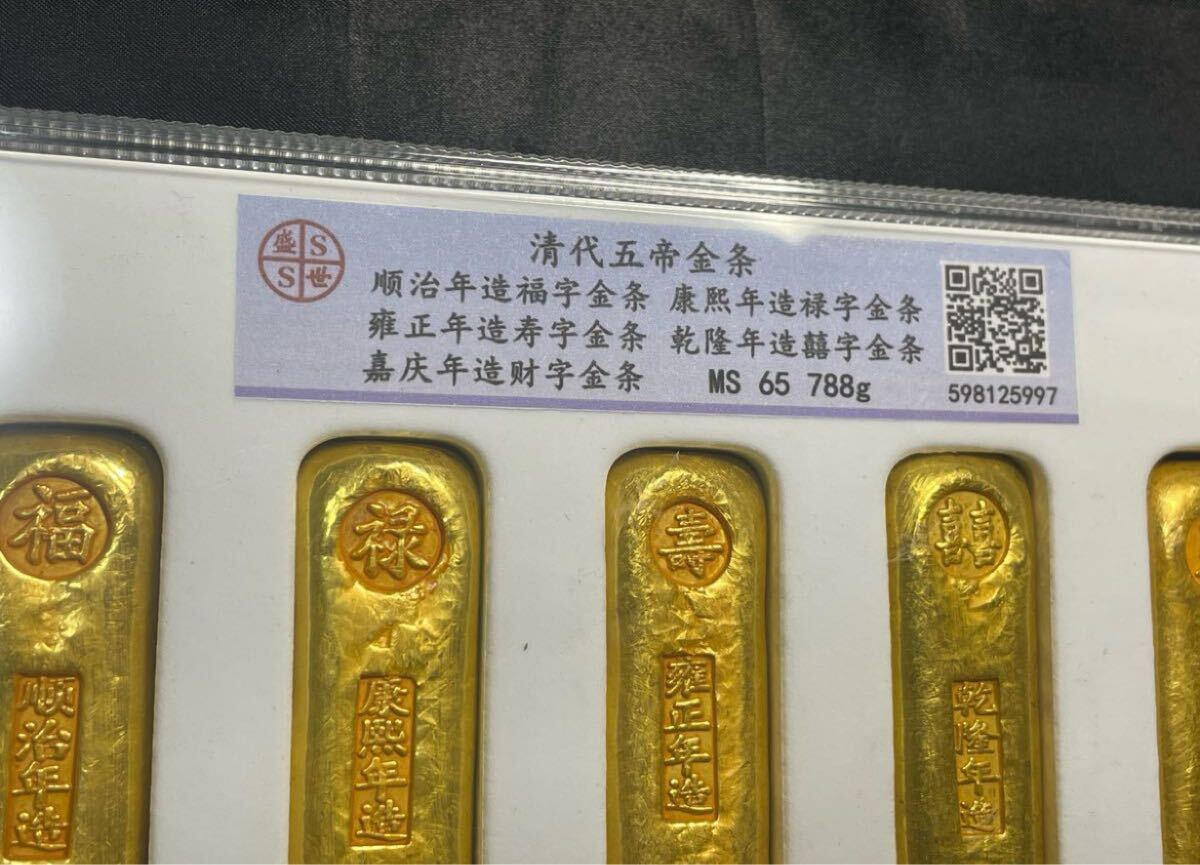 盛S
S世
清代五帝金条
顺治年造福字金条 康熙年造禄字金条
雍正年造寿字金条 乾隆年造囍字金条
嘉庆年造财字金条 MS 65 788g
598125997
福
禄
壽
囍
顺治年造
康熙年造
雍正年造
乾隆年造